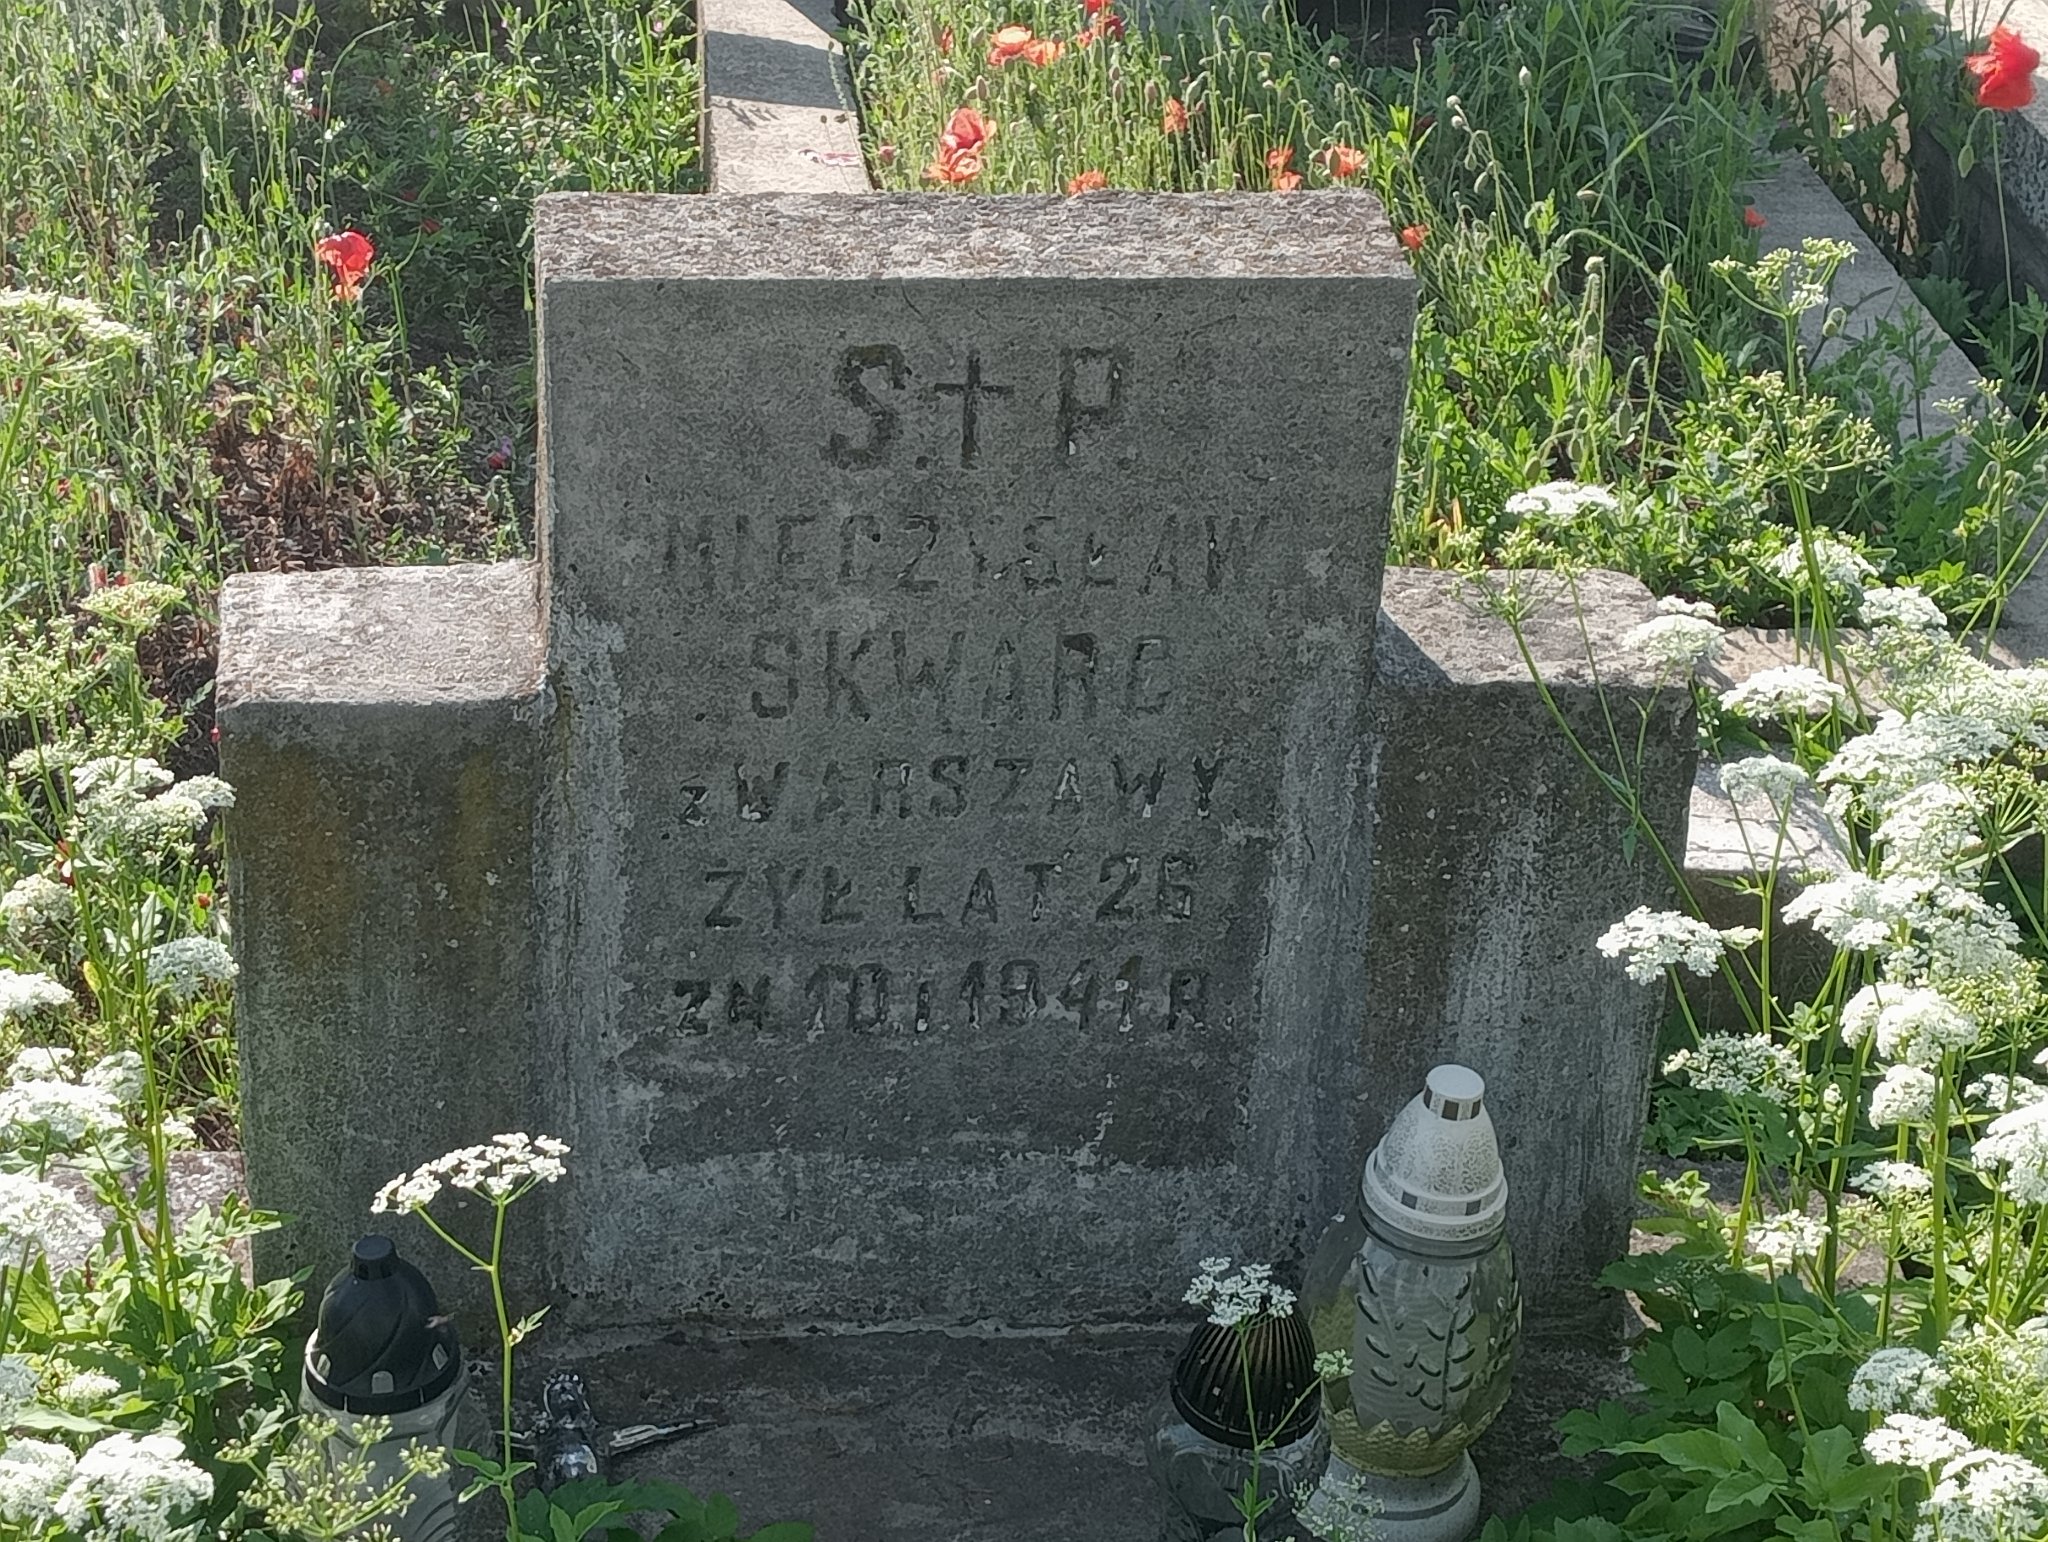 S.†P.
MIECZYSŁAW
SKWARC
z WARSZAWY
ŻYŁ LAT 26
ZM. 10.I.1941 R.